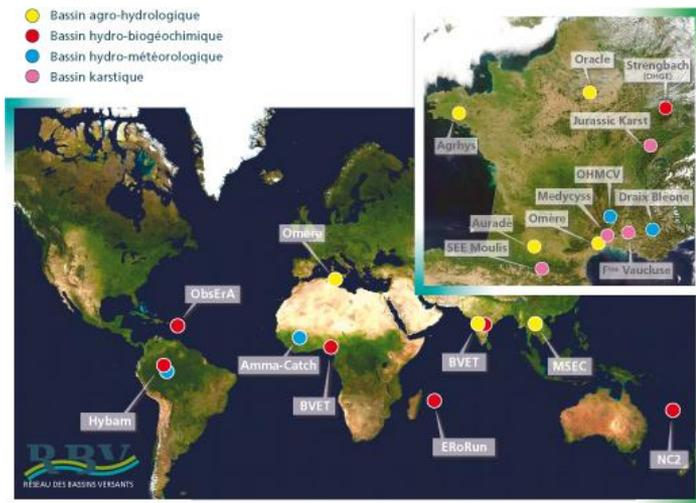 Bassin agro-hydrologique
Bassin hydro-biogéochimique
Bassin hydro-météorologique
Bassin karstique
Oracle
Strengbach
(OHGE)
Agrhys
Jurassic Karst
OHMCV
Medycyss
Draix Bléone
Auradé
Omère
SEE Moulis
Fne Vaucluse
Omère
ObsErA
Amma-Catch
BVET
MSEC
BVET
Hybam
ERoRun
NC2
RBV
RÉSEAU DES BASSINS VERSANTS